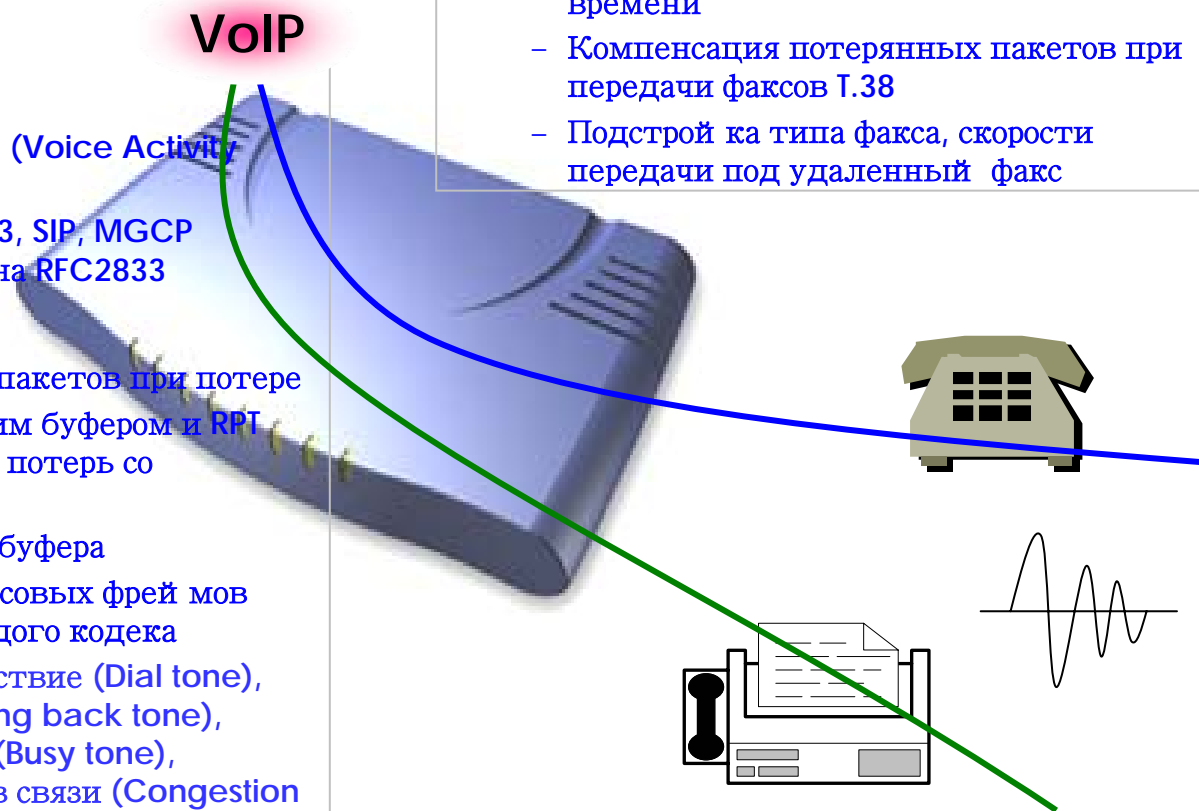 VoIP
времени
– Компенсация потерянных пакетов при
передачи факсов T.38
– Подстрой ка типа факса, скорости
передачи под удаленный факс
(Voice Activity
3, SIP, MGCP
на RFC2833
пакетов при потере
им буфером и RPT
потерь со
буфера
совых фрей мов
дого кодека
ствие (Dial tone),
ng back tone),
(Busy tone),
в связи (Congestion